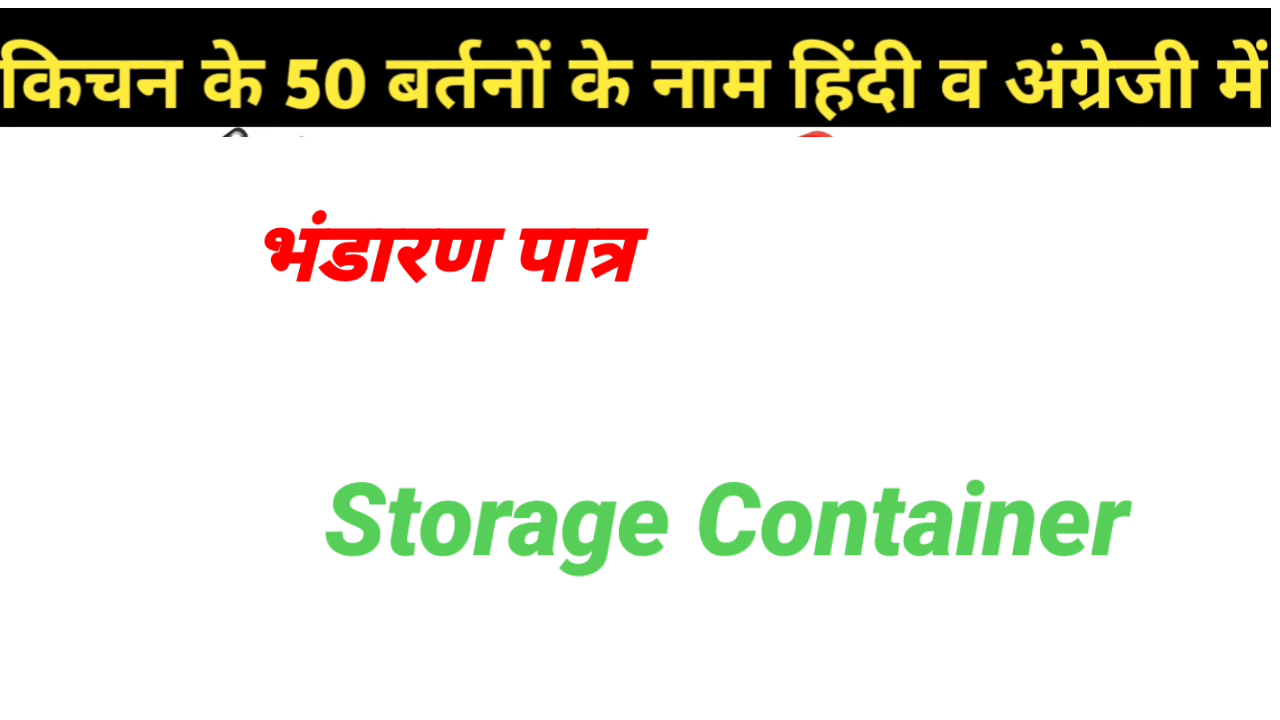 किचन के 50 बर्तनों के नाम हिंदी व अंग्रेजी में
भंडारण पात्र
Storage Container